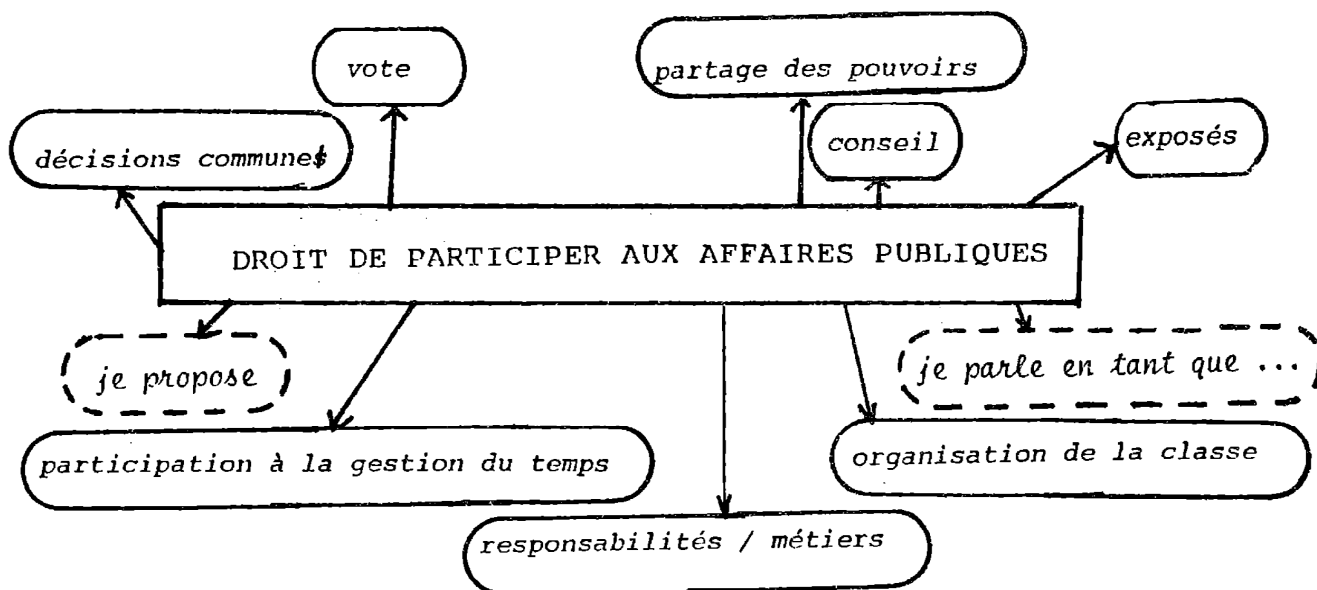 vote
partage des pouvoirs
décisions communes
conseil
exposés
DROIT DE PARTICIPER AUX AFFAIRES PUBLIQUES
je propose
je parle en tant que ...
participation à la gestion du temps
organisation de la classe
responsabilités / métiers